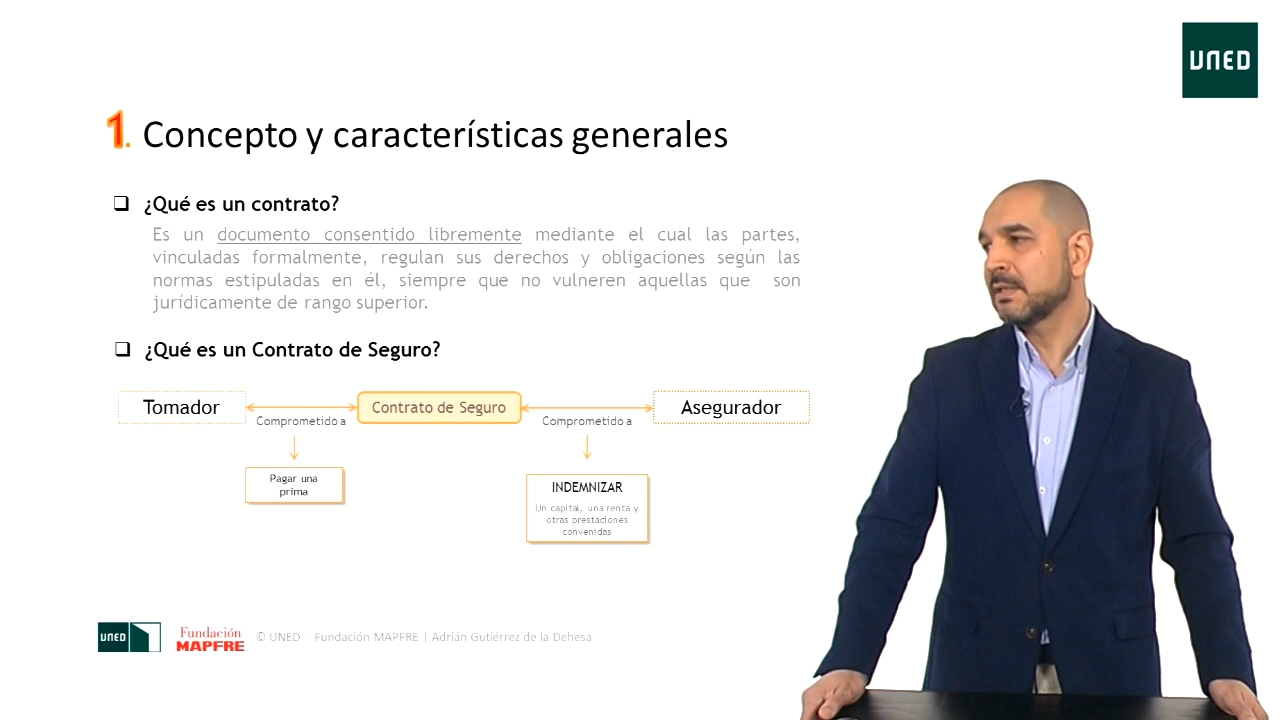 UNED
1. Concepto y características generales
❑ ¿Qué es un contrato?
Es un documento consentido libremente mediante el cual las partes,
vinculadas formalmente, regulan sus derechos y obligaciones según las
normas estipuladas en él, siempre que no vulneren aquellas que son
jurídicamente de rango superior.
❑ ¿Qué es un Contrato de Seguro?
Tomador
Contrato de Seguro
Asegurador
Comprometido a
Comprometido a
Pagar una
prima
INDEMNIZAR
Un capital, una renta y
otras prestaciones
convenidas
UNED
Fundación
MAPFRE
© UNED Fundación MAPFRE | Adrián Gutiérrez de la Dehesa